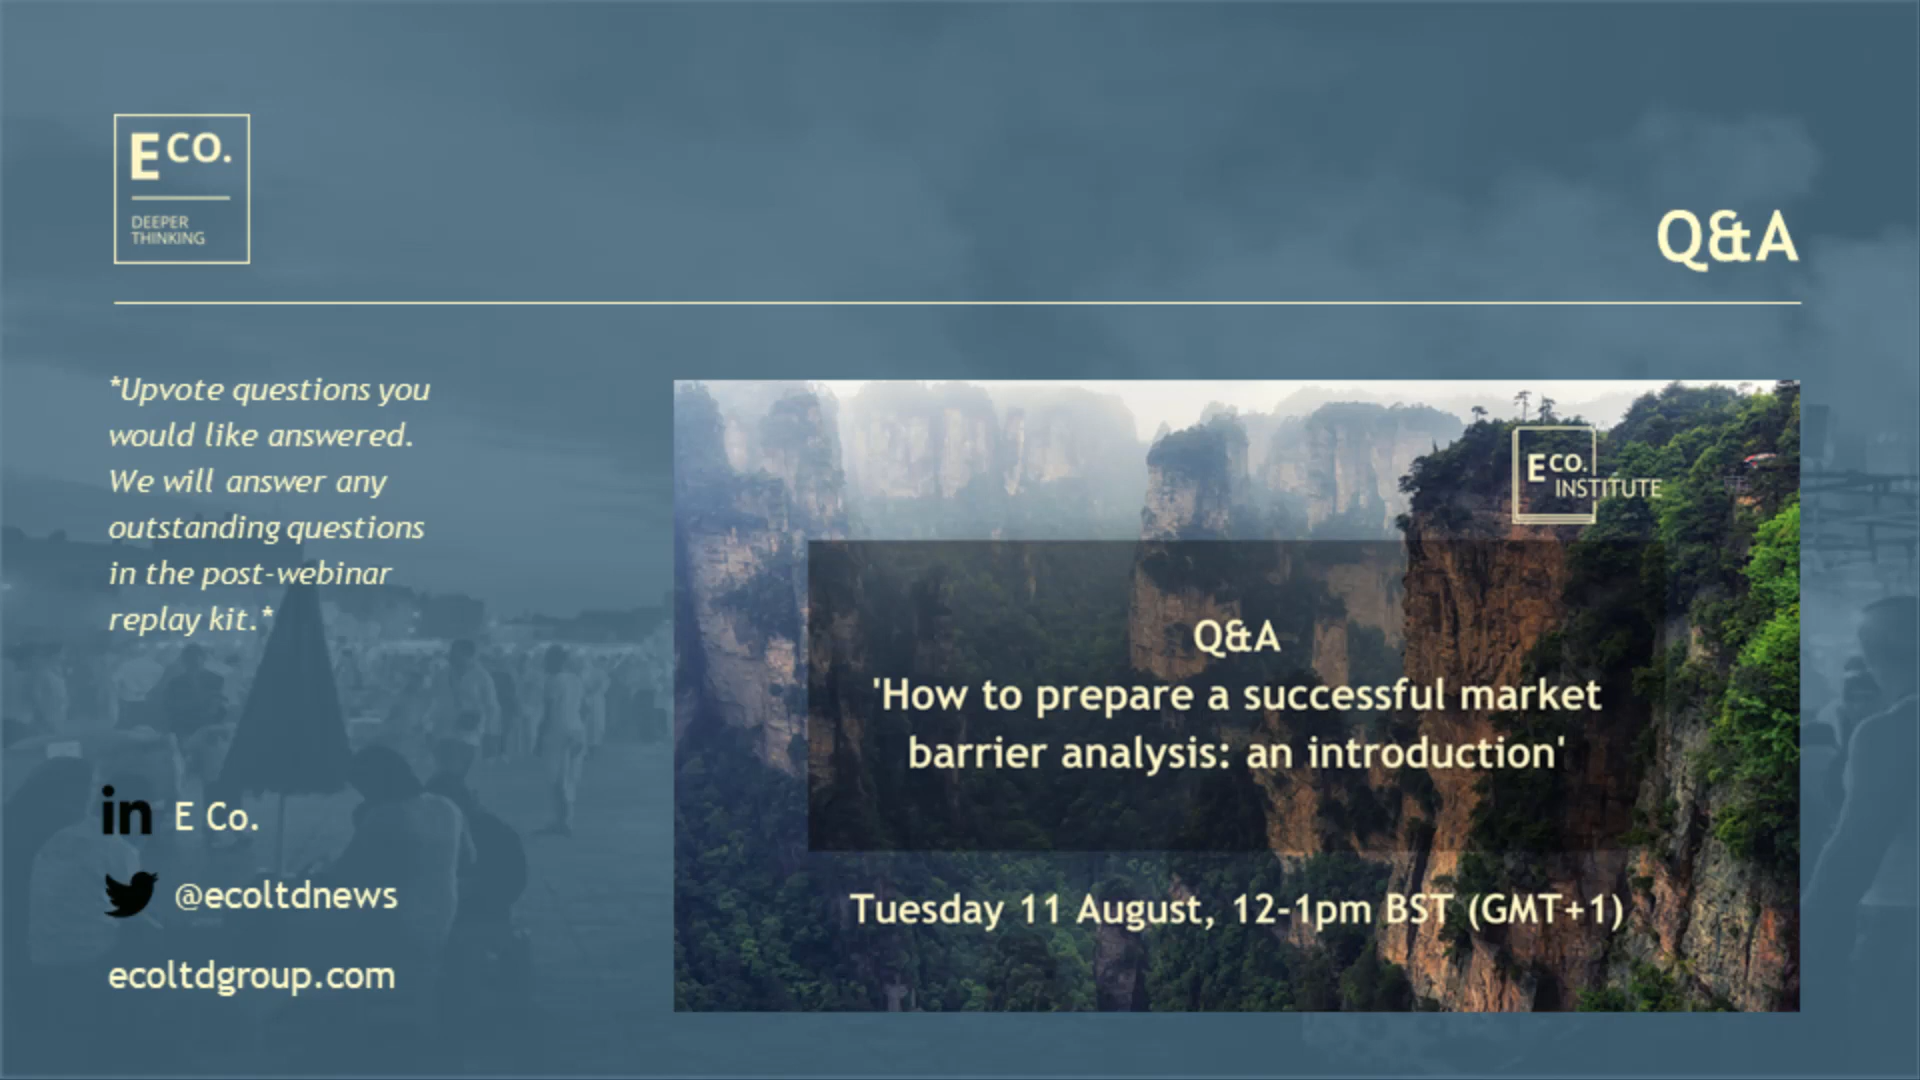 E CO.
DEEPER
THINKING
Q&A
*Upvote questions you
would like answered.
We will answer any
outstanding questions
in the post-webinar
replay kit.*
in E Co.
@ecoltdnews
ecoltdgroup.com
E CO.
INSTITUTE
Q&A
'How to prepare a successful market
barrier analysis: an introduction'
Tuesday 11 August, 12-1pm BST (GMT+1)